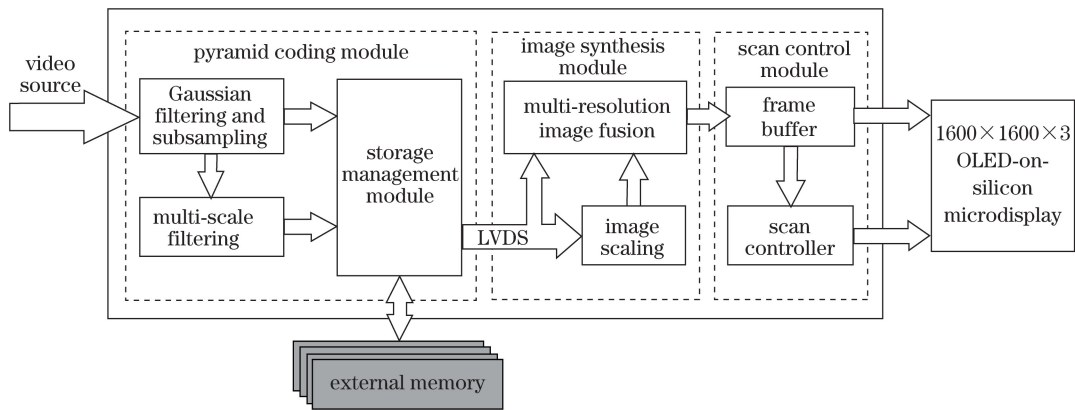 video
source
pyramid coding module
Gaussian
filtering and
subsampling
multi-scale
filtering
storage
management
module
LVDS
image synthesis
module
multi-resolution
image fusion
image
scaling
scan control
module
frame
buffer
scan
controller
1600×1600×3
OLED-on-
silicon
microdisplay
external memory